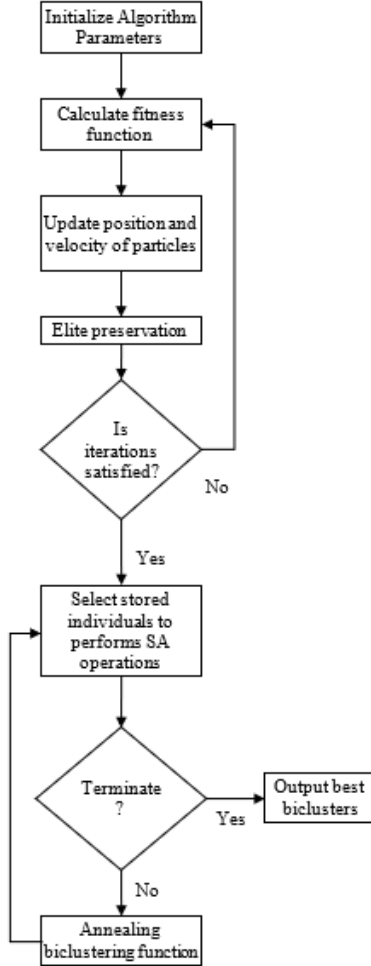 Initialize Algorithm
Parameters
Calculate fitness
function
Update position and
velocity of particles
Elite preservation
Is
iterations
satisfied?
No
Yes
Select stored
individuals to
performs SA
operations
Terminate
?
Yes
Output best
biclusters
No
Annealing
biclustering function